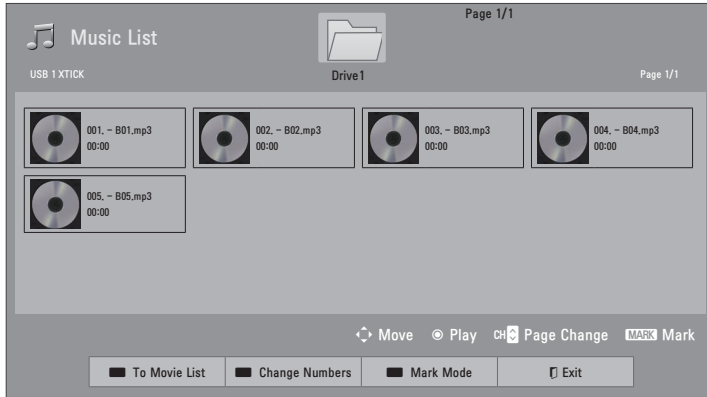 Page 1/1
Music List
USB 1 XTICK
Drive1
Page 1/1
001. - B01.mp3
00:00
002. - B02.mp3
00:00
003. - B03.mp3
00:00
004. - B04.mp3
00:00
005. - B05.mp3
00:00
Move Play CH Page Change MARK Mark
To Movie List Change Numbers Mark Mode Exit